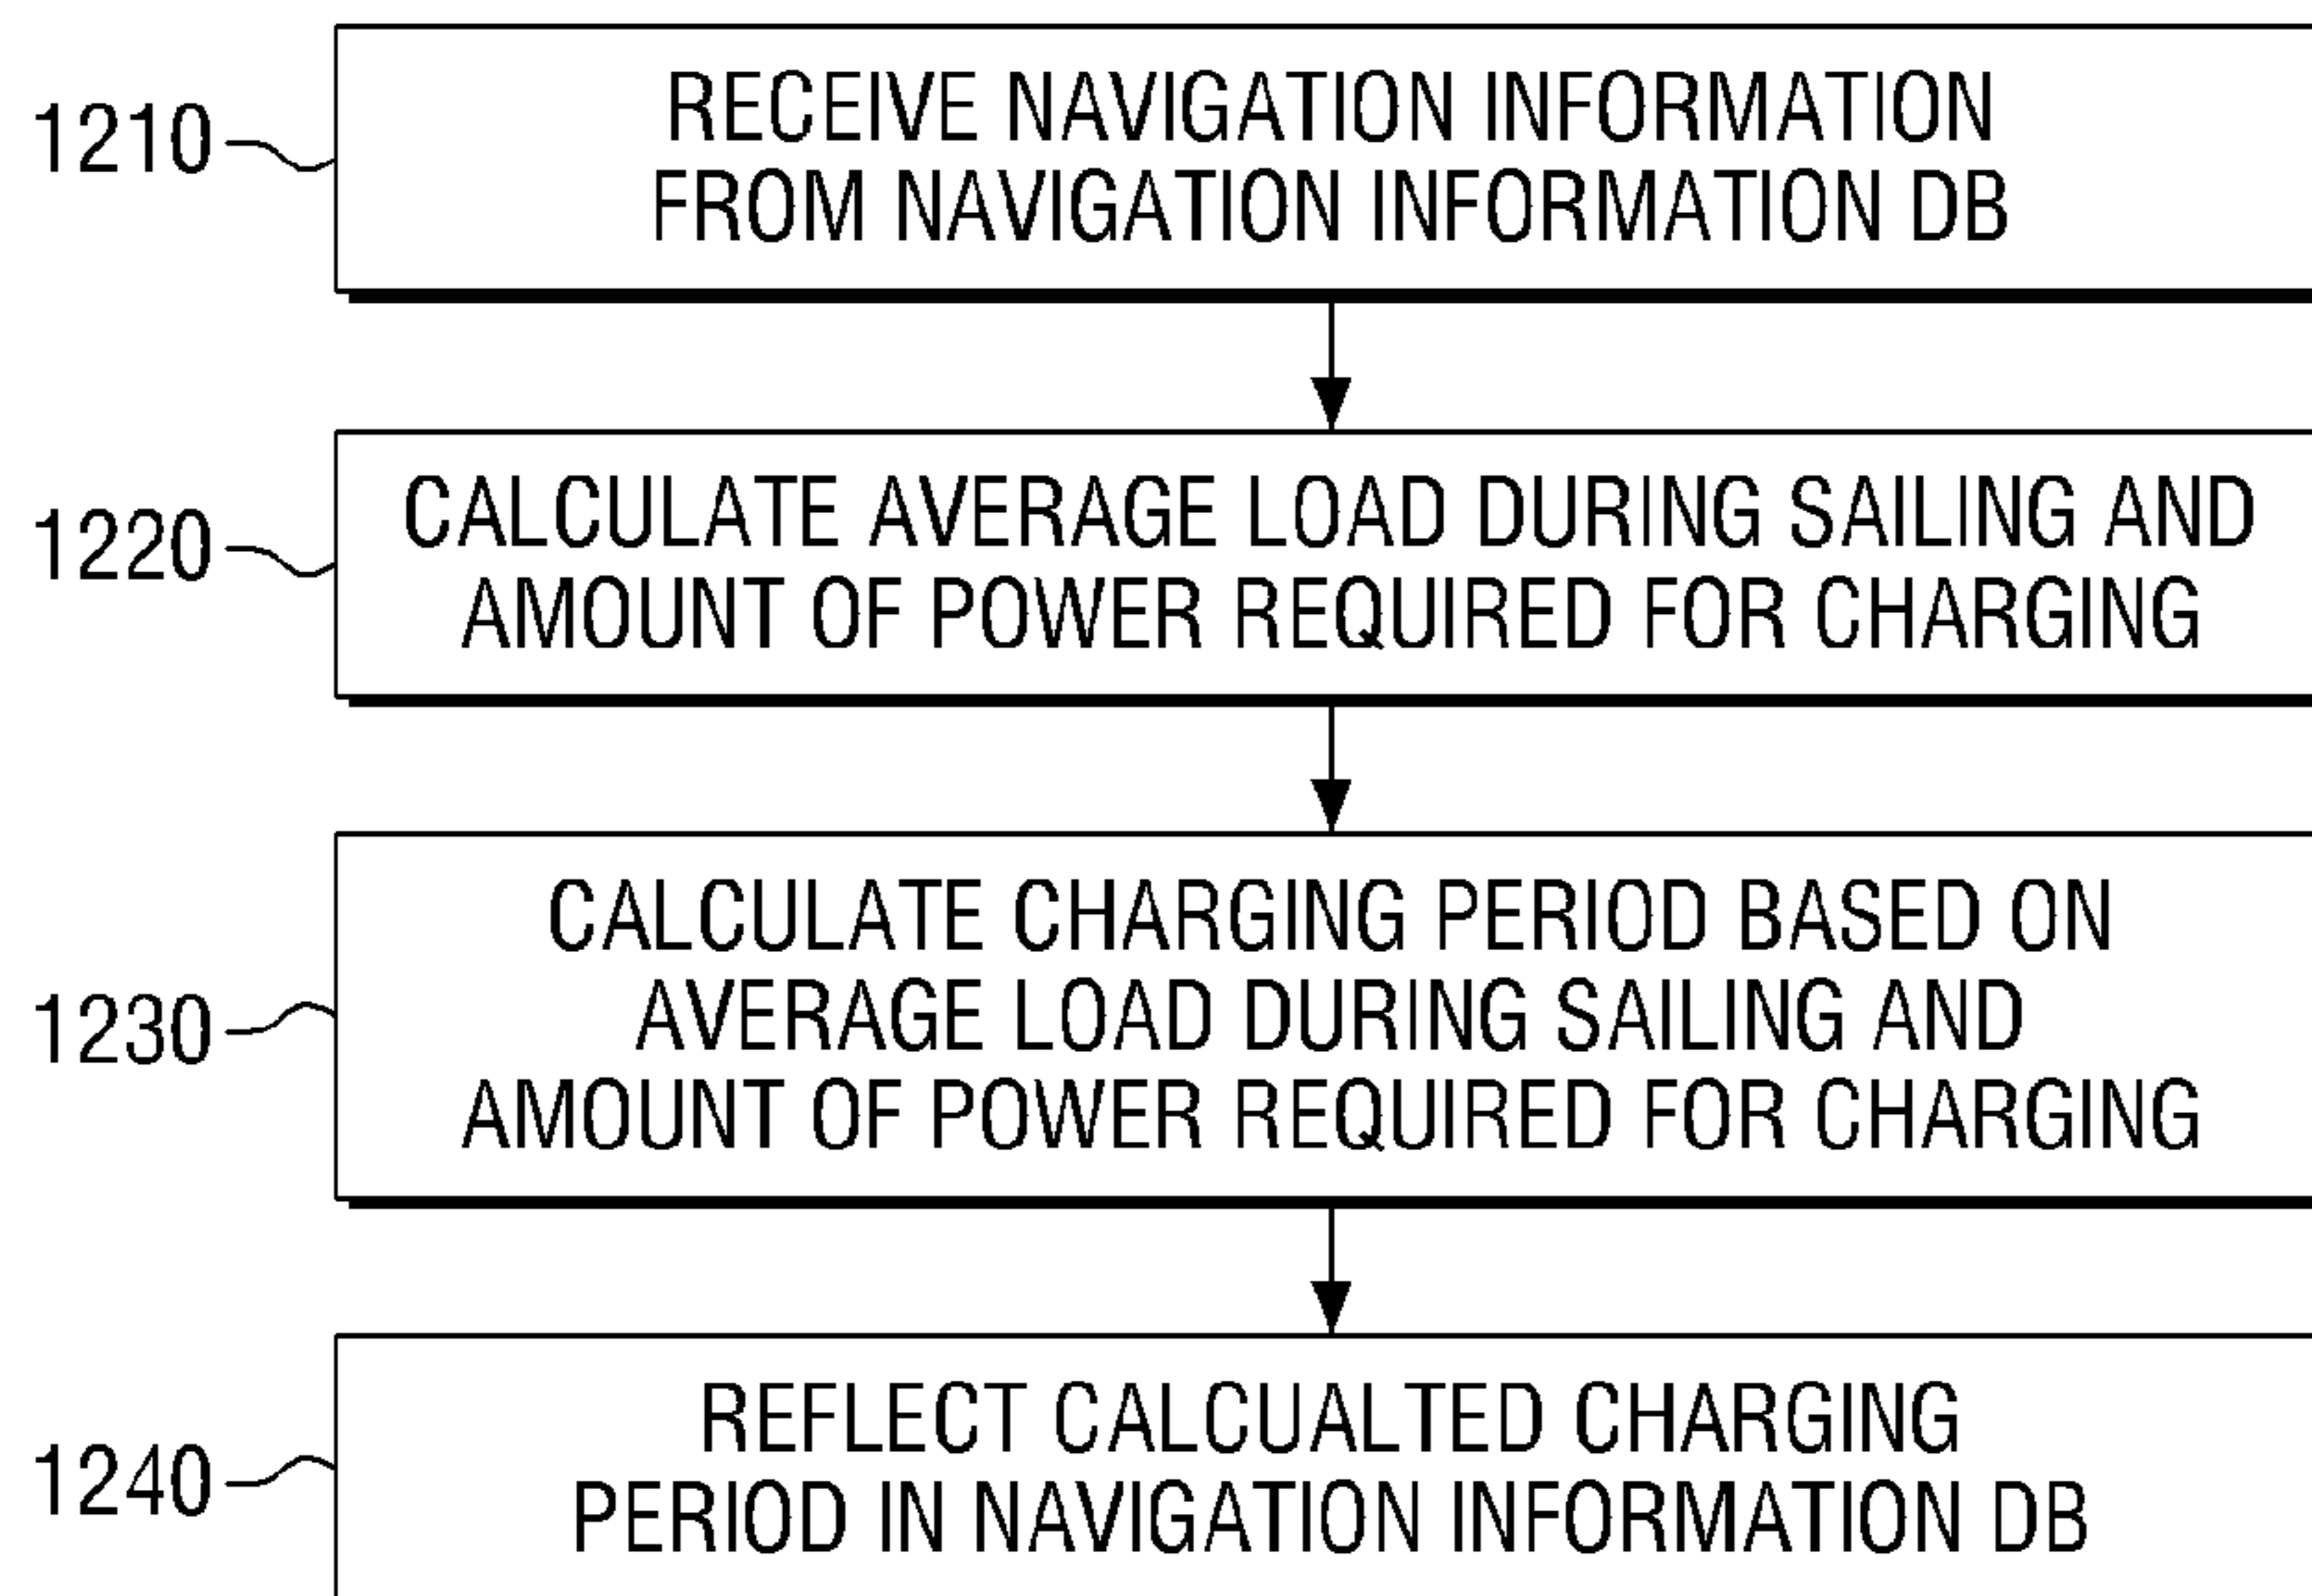 1210
RECEIVE NAVIGATION INFORMATION
FROM NAVIGATION INFORMATION DB
1220
CALCULATE AVERAGE LOAD DURING SAILING AND
AMOUNT OF POWER REQUIRED FOR CHARGING
1230
CALCULATE CHARGING PERIOD BASED ON
AVERAGE LOAD DURING SAILING AND
AMOUNT OF POWER REQUIRED FOR CHARGING
1240
REFLECT CALCUALTED CHARGING
PERIOD IN NAVIGATION INFORMATION DB